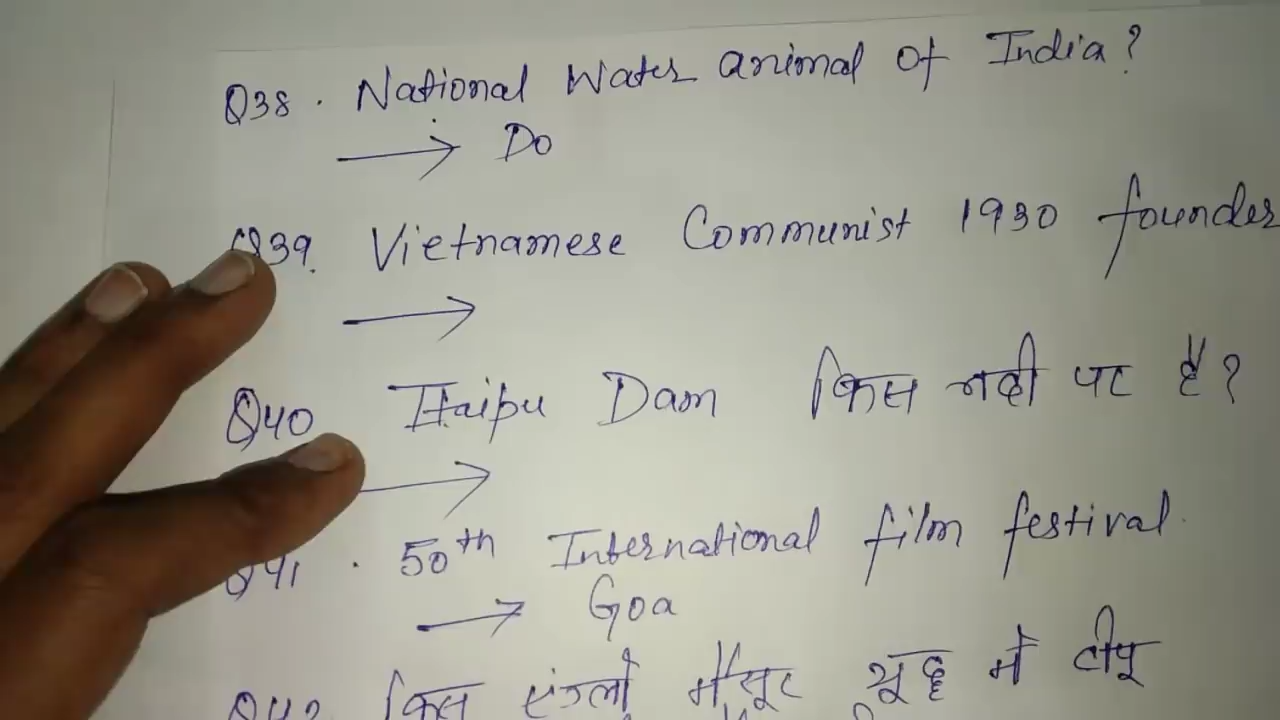 Q38. National Water animal of India?
→ Do
Q39. Vietnamese Communist 1930 founder
→
Q40 Itaipu Dam किस नदी पर है?
→
Q41. 50th International film festival
→ Goa
Q42 किस एंग्लो मैसूर यूद्ध मे टीपू